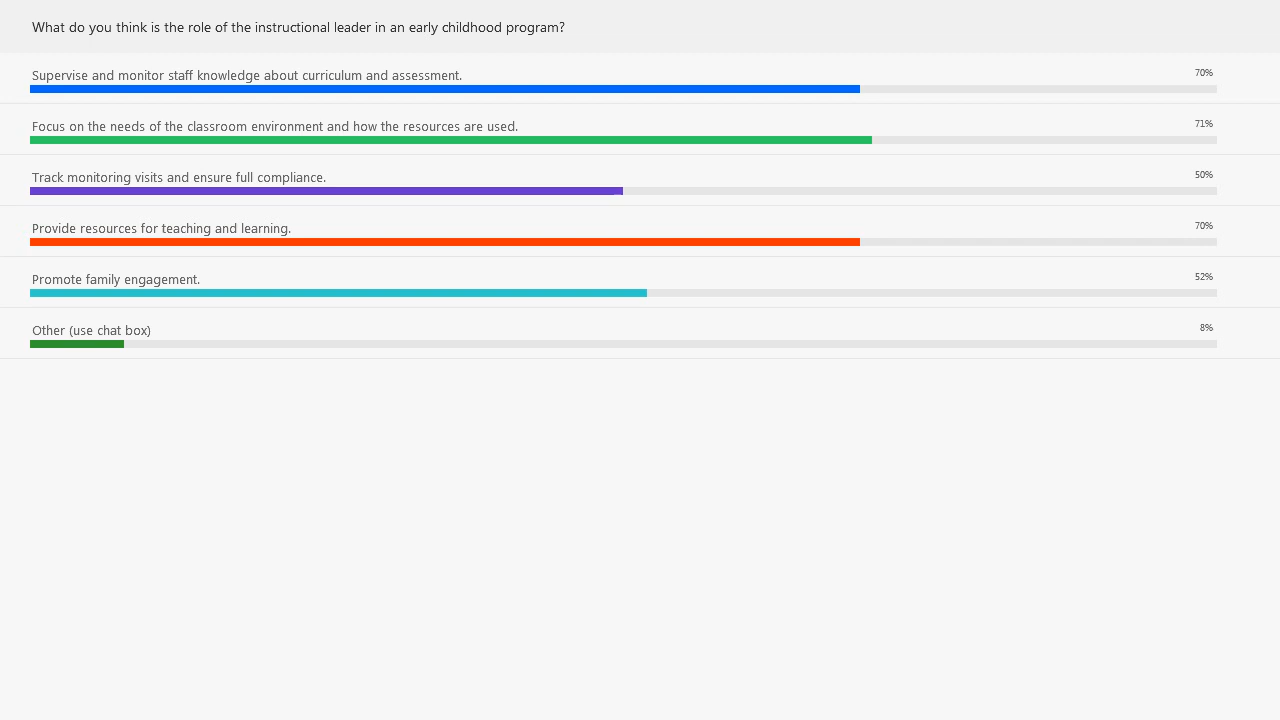 What do you think is the role of the instructional leader in an early childhood program?
Supervise and monitor staff knowledge about curriculum and assessment.
70%
Focus on the needs of the classroom environment and how the resources are used.
71%
Track monitoring visits and ensure full compliance.
50%
Provide resources for teaching and learning.
70%
Promote family engagement.
52%
Other (use chat box)
8%